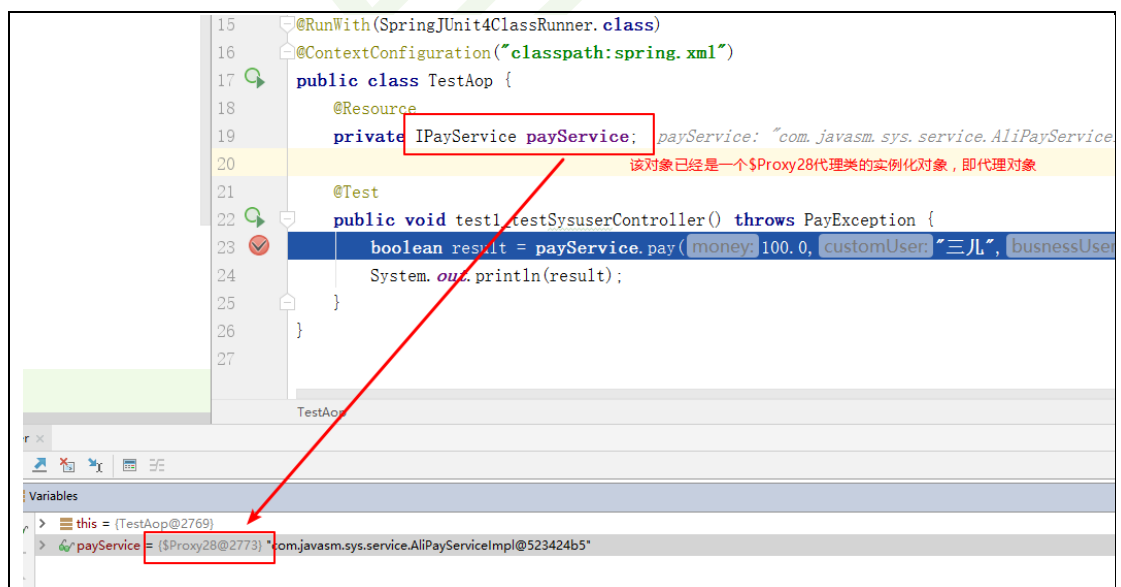 15 @RunWith(SpringJUnit4ClassRunner.class)
16 @ContextConfiguration("classpath:spring.xml")
17 public class TestAop {
18 @Resource
19 private IPayService payService; payService: "com.javasm.sys.service.AliPayService
20 该对象已经是一个$Proxy28代理类的实例化对象，即代理对象
21 @Test
22 public void test1_testSysuserController() throws PayException {
23 boolean result = payService.pay( money: 100.0, customUser: "三儿", busnessUser
24 System.out.println(result);
25 }
26 }
27
TestAop
r ×
Variables
this = {TestAop@2769}
payService = {$Proxy28@2773} "com.javasm.sys.service.AliPayServiceImpl@523424b5"